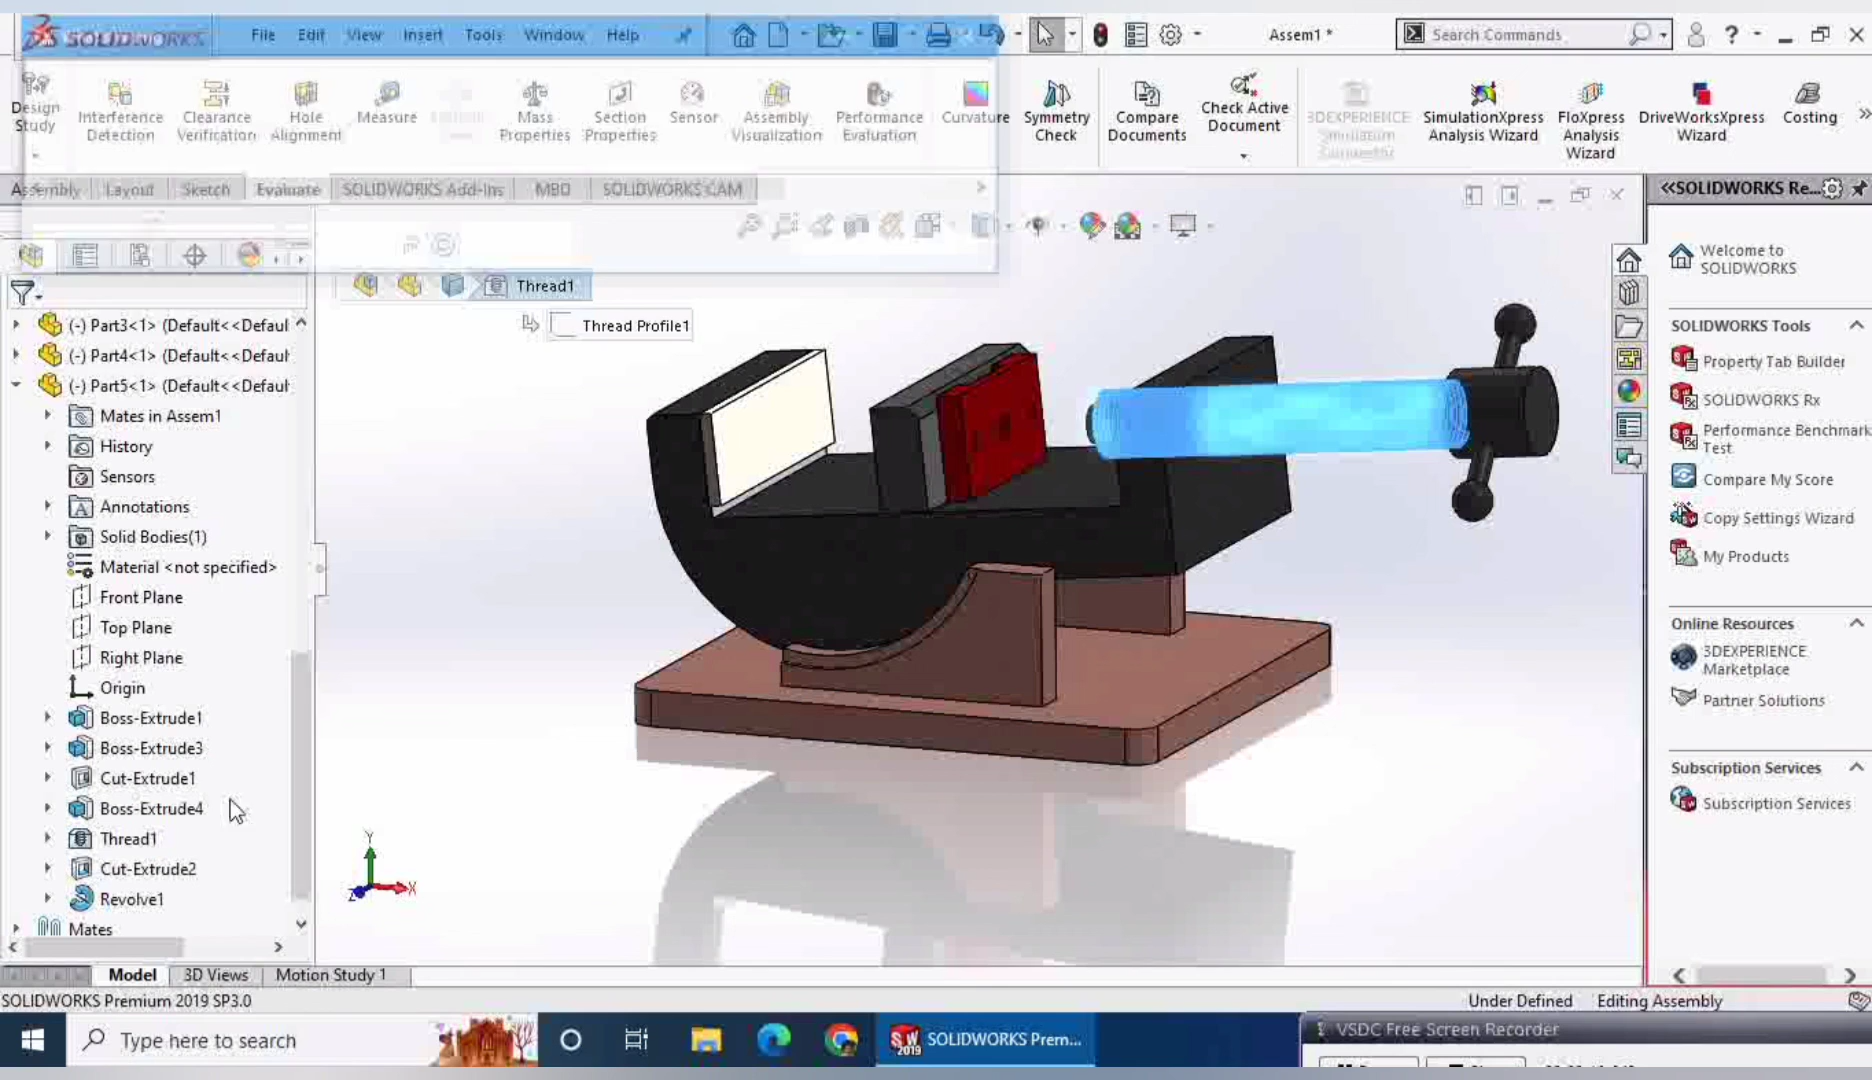 SOLIDWORKS File Edit View Insert Tools Window Help Assem1 * Search Commands
Design Study
Interference Detection
Clearance Verification
Hole Alignment
Measure
Mass Properties
Section Properties
Sensor
Assembly Visualization
Performance Evaluation
Curvature
Symmetry Check
Compare Documents
Check Active Document
3DEXPERIENCE Simulation
SimulationXpress Analysis Wizard
FloXpress Analysis Wizard
DriveWorksXpress Wizard
Costing
Assembly Layout Sketch Evaluate SOLIDWORKS Add-Ins MBD SOLIDWORKS CAM
Thread1
Thread Profile1
(-) Part3<1> (Default<<Defaul
(-) Part4<1> (Default<<Defaul
(-) Part5<1> (Default<<Defaul
Mates in Assem1
History
Sensors
Annotations
Solid Bodies(1)
Material <not specified>
Front Plane
Top Plane
Right Plane
Origin
Boss-Extrude1
Boss-Extrude3
Cut-Extrude1
Boss-Extrude4
Thread1
Cut-Extrude2
Revolve1
Mates
Y
X
Z
«SOLIDWORKS Re...
Welcome to
SOLIDWORKS
SOLIDWORKS Tools
Property Tab Builder
SOLIDWORKS Rx
Performance Benchmark
Test
Compare My Score
Copy Settings Wizard
My Products
Online Resources
3DEXPERIENCE
Marketplace
Partner Solutions
Subscription Services
Subscription Services
Model 3D Views Motion Study 1
SOLIDWORKS Premium 2019 SP3.0 Under Defined Editing Assembly
Type here to search
SW 2019 SOLIDWORKS Prem...
VSDC Free Screen Recorder